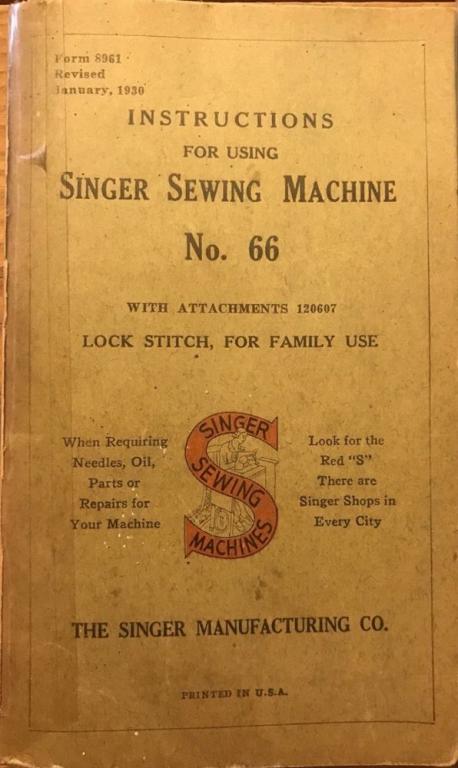 Form 8961
Revised
January, 1930
INSTRUCTIONS
FOR USING
SINGER SEWING MACHINE
No. 66
WITH ATTACHMENTS 120607
LOCK STITCH, FOR FAMILY USE
When Requiring
Needles, Oil,
Parts or
Repairs for
Your Machine
SINGER
SEWING
MACHINES
Look for the
Red "S"
There are
Singer Shops in
Every City
THE SINGER MANUFACTURING CO.
PRINTED IN U.S.A.